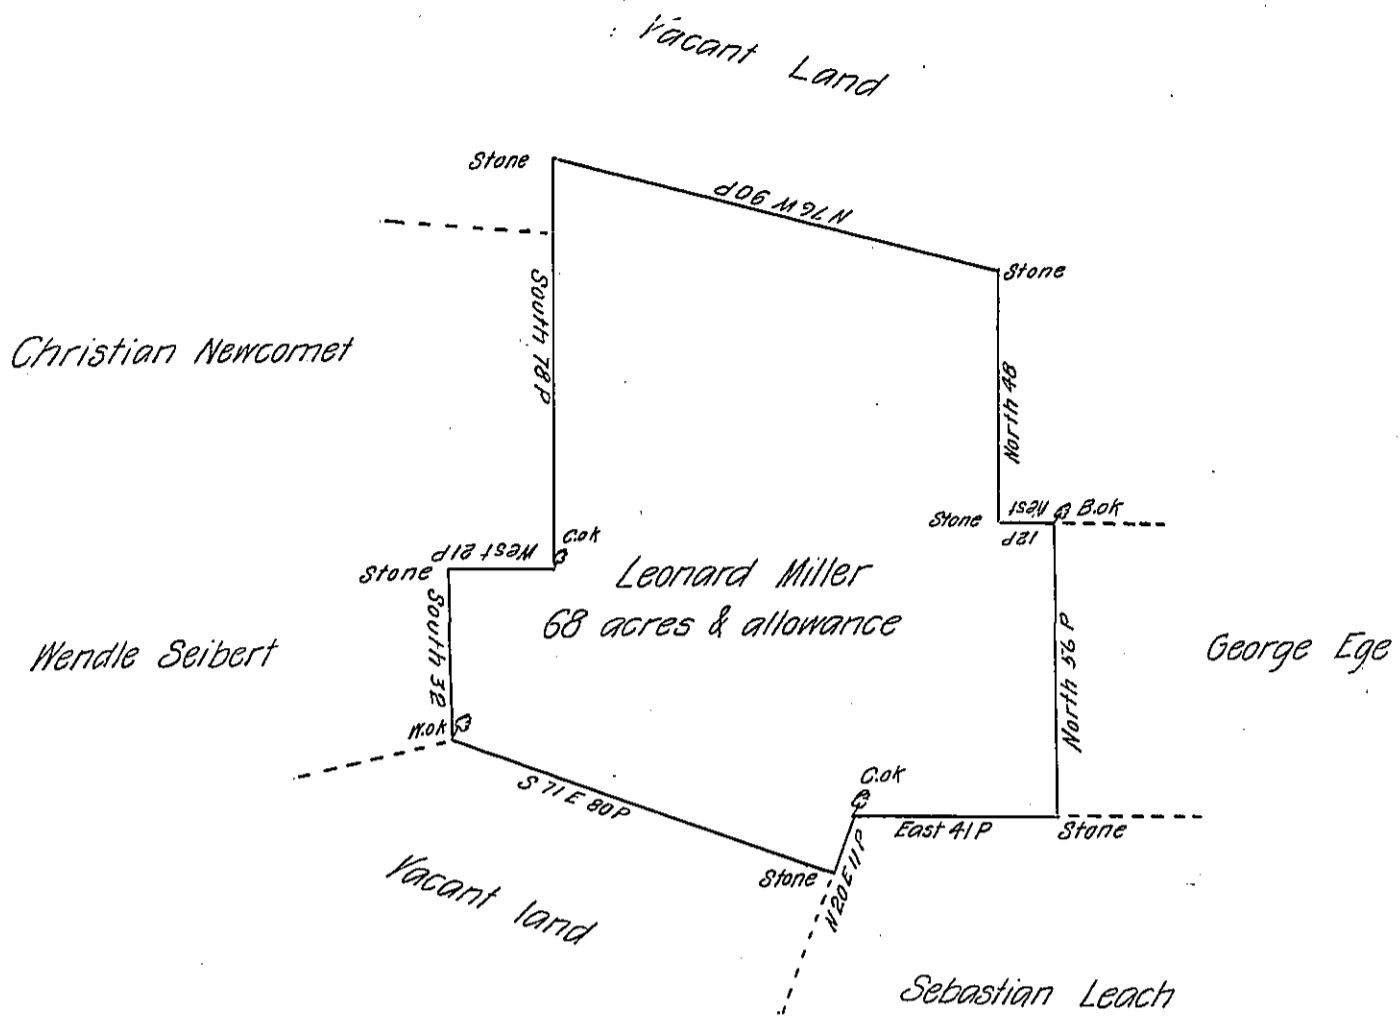 Vacant Land
Stone
N 76 W 90P
Stone
South 78P
Christian Newcomet
North 48
B.ok
West
12P
Stone
C.ok
West 21P
Stone
Leonard Miller
68 acres & allowance
South 32
Wendle Seibert
North 56 P
George Ege
W.ok
S 71 E 80P
C.ok
East 41P
Stone
Stone
N 20 E 11 P
Vacant land
Sebastian Leach